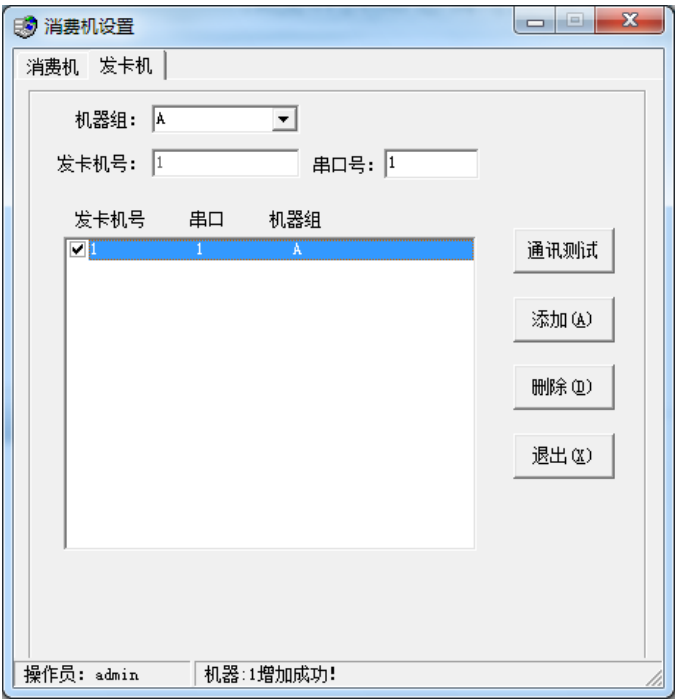 消费机设置
消费机 发卡机
机器组： A
发卡机号： 1 串口号： 1
发卡机号 串口 机器组
1 1 A
通讯测试
添加(A)
删除(D)
退出(X)
操作员：admin 机器:1增加成功!